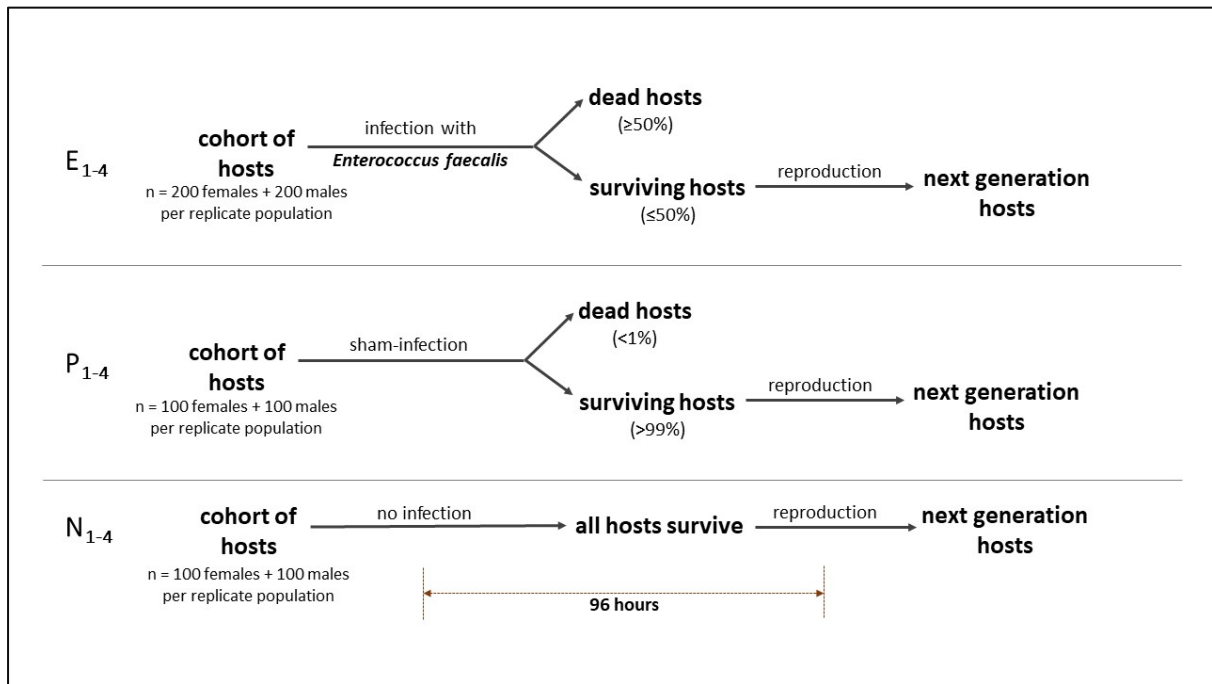 E1-4
cohort of
hosts
n = 200 females + 200 males
per replicate population
infection with
Enterococcus faecalis
dead hosts
(≥50%)
surviving hosts
(≤50%)
reproduction
next generation
hosts
P1-4
cohort of
hosts
n = 100 females + 100 males
per replicate population
sham-infection
dead hosts
(<1%)
surviving hosts
(>99%)
reproduction
next generation
hosts
N1-4
cohort of
hosts
n = 100 females + 100 males
per replicate population
no infection
all hosts survive
reproduction
next generation
hosts
96 hours